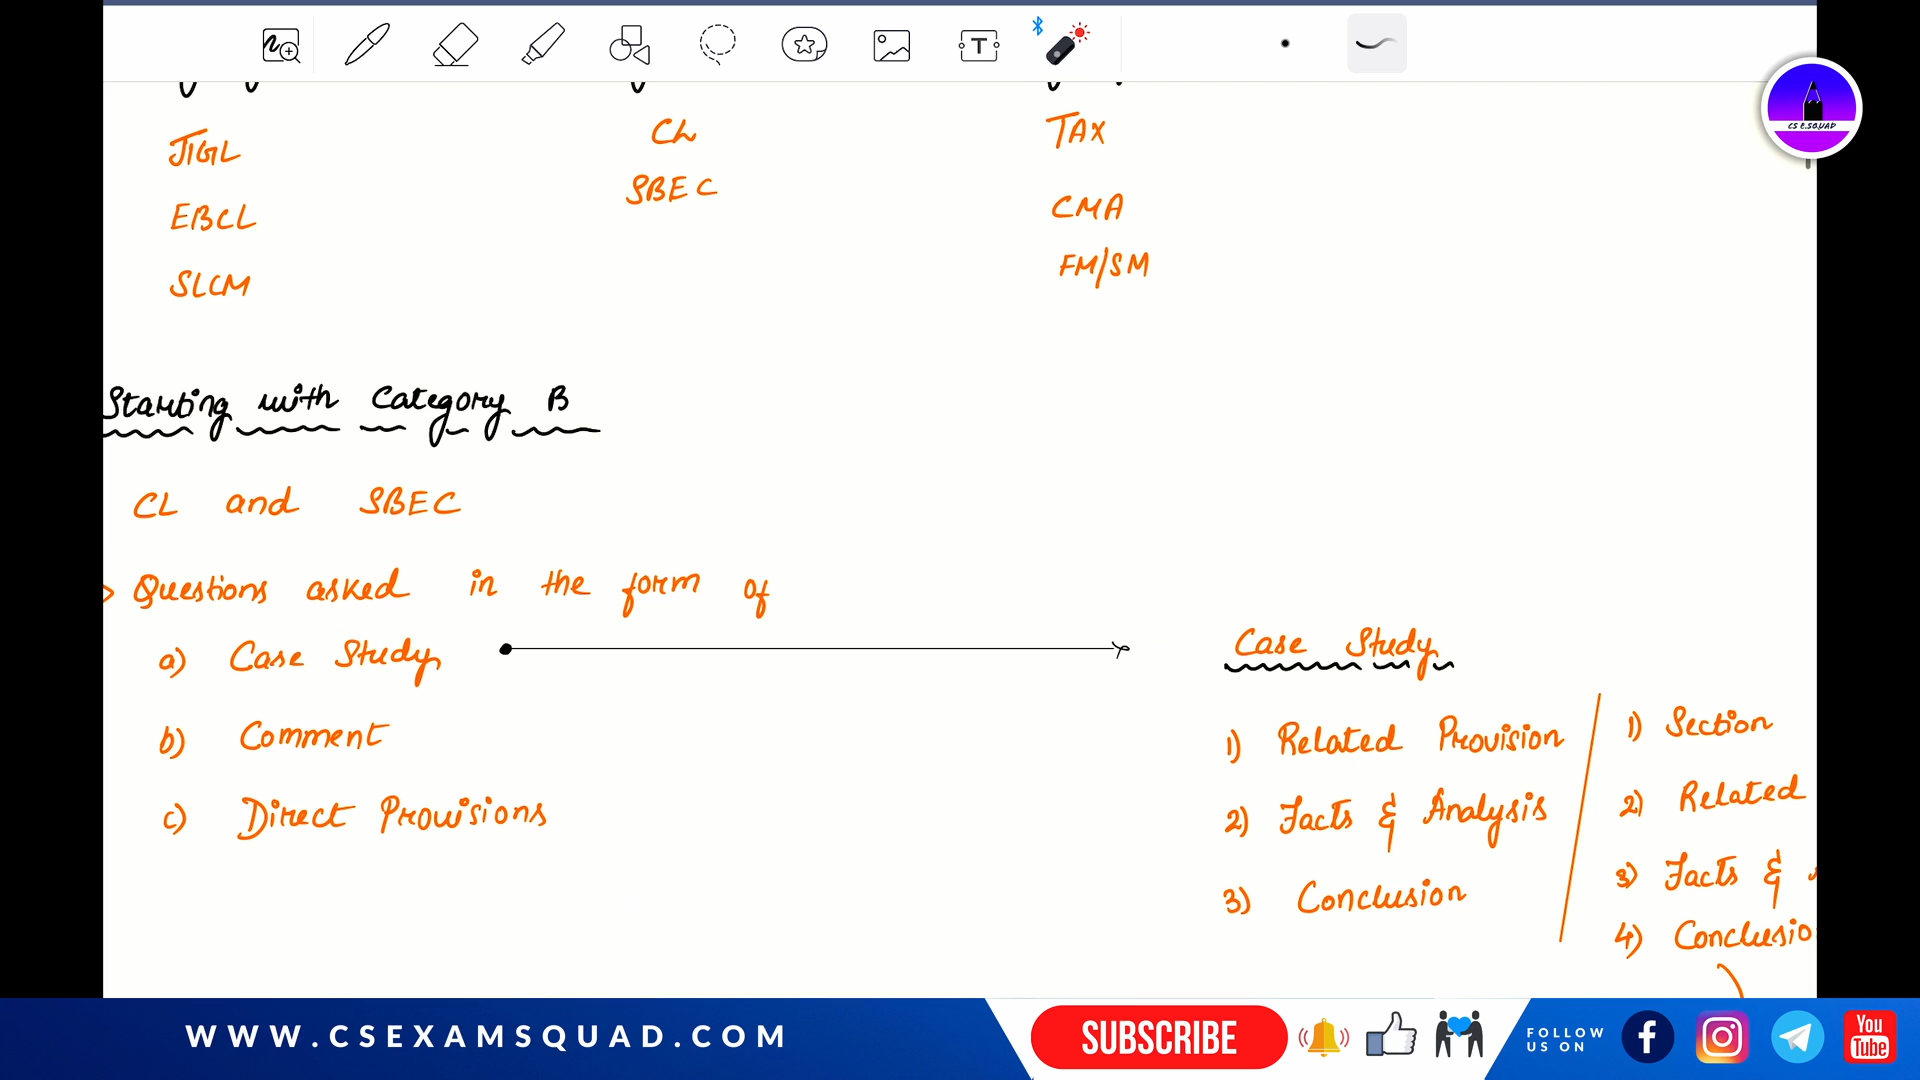 T
CS E.SQUAD
JIGL
EBCL
SLCM
CL
SBEC
TAX
CMA
FM/SM
Starting with Category B
CL and SBEC
> Questions asked in the form of
a) Case Study
b) Comment
c) Direct Provisions
Case Study
1) Related Provision
2) Facts & Analysis
3) Conclusion
1) Section
2) Related
3) Facts &
4) Conclusio
WWW.CSEXAMSQUAD.COM
SUBSCRIBE
FOLLOW
US ON
You
Tube